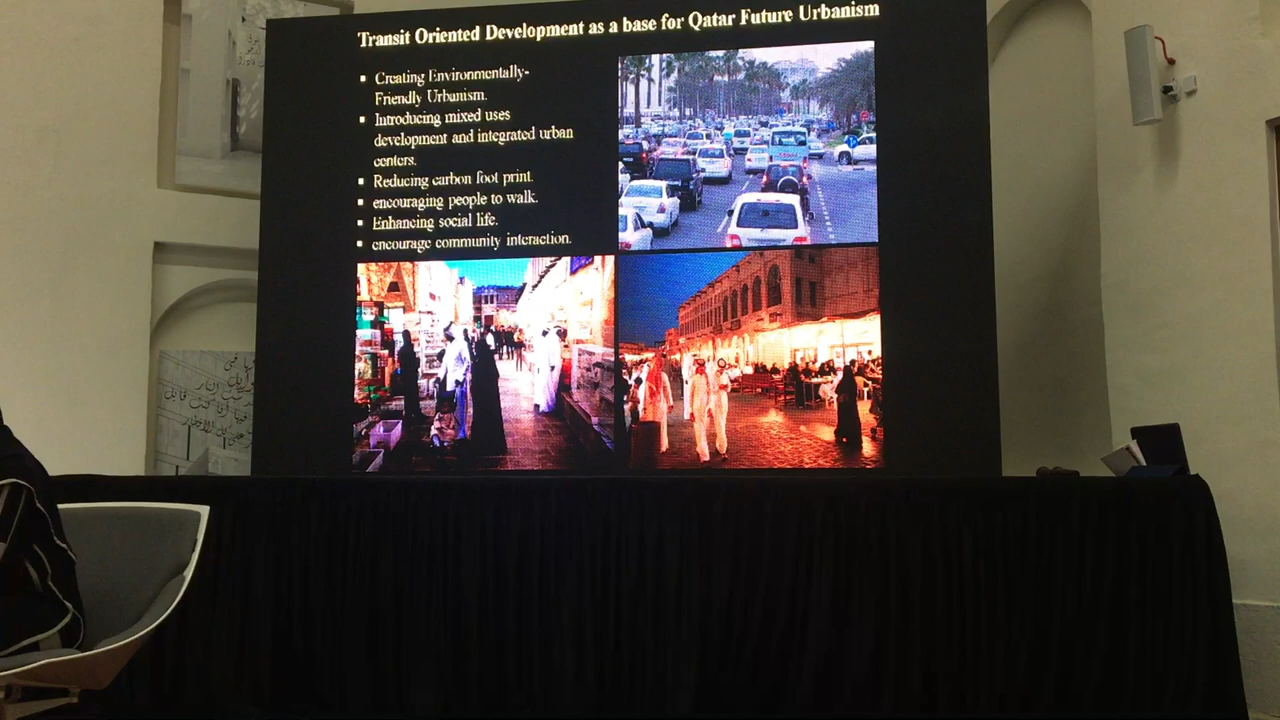 Transit Oriented Development as a base for Qatar Future Urbanism
▪ Creating Environmentally-
Friendly Urbanism.
▪ Introducing mixed uses
development and integrated urban
centers.
▪ Reducing carbon foot print.
▪ encouraging people to walk.
▪ Enhancing social life.
▪ encourage community interaction.